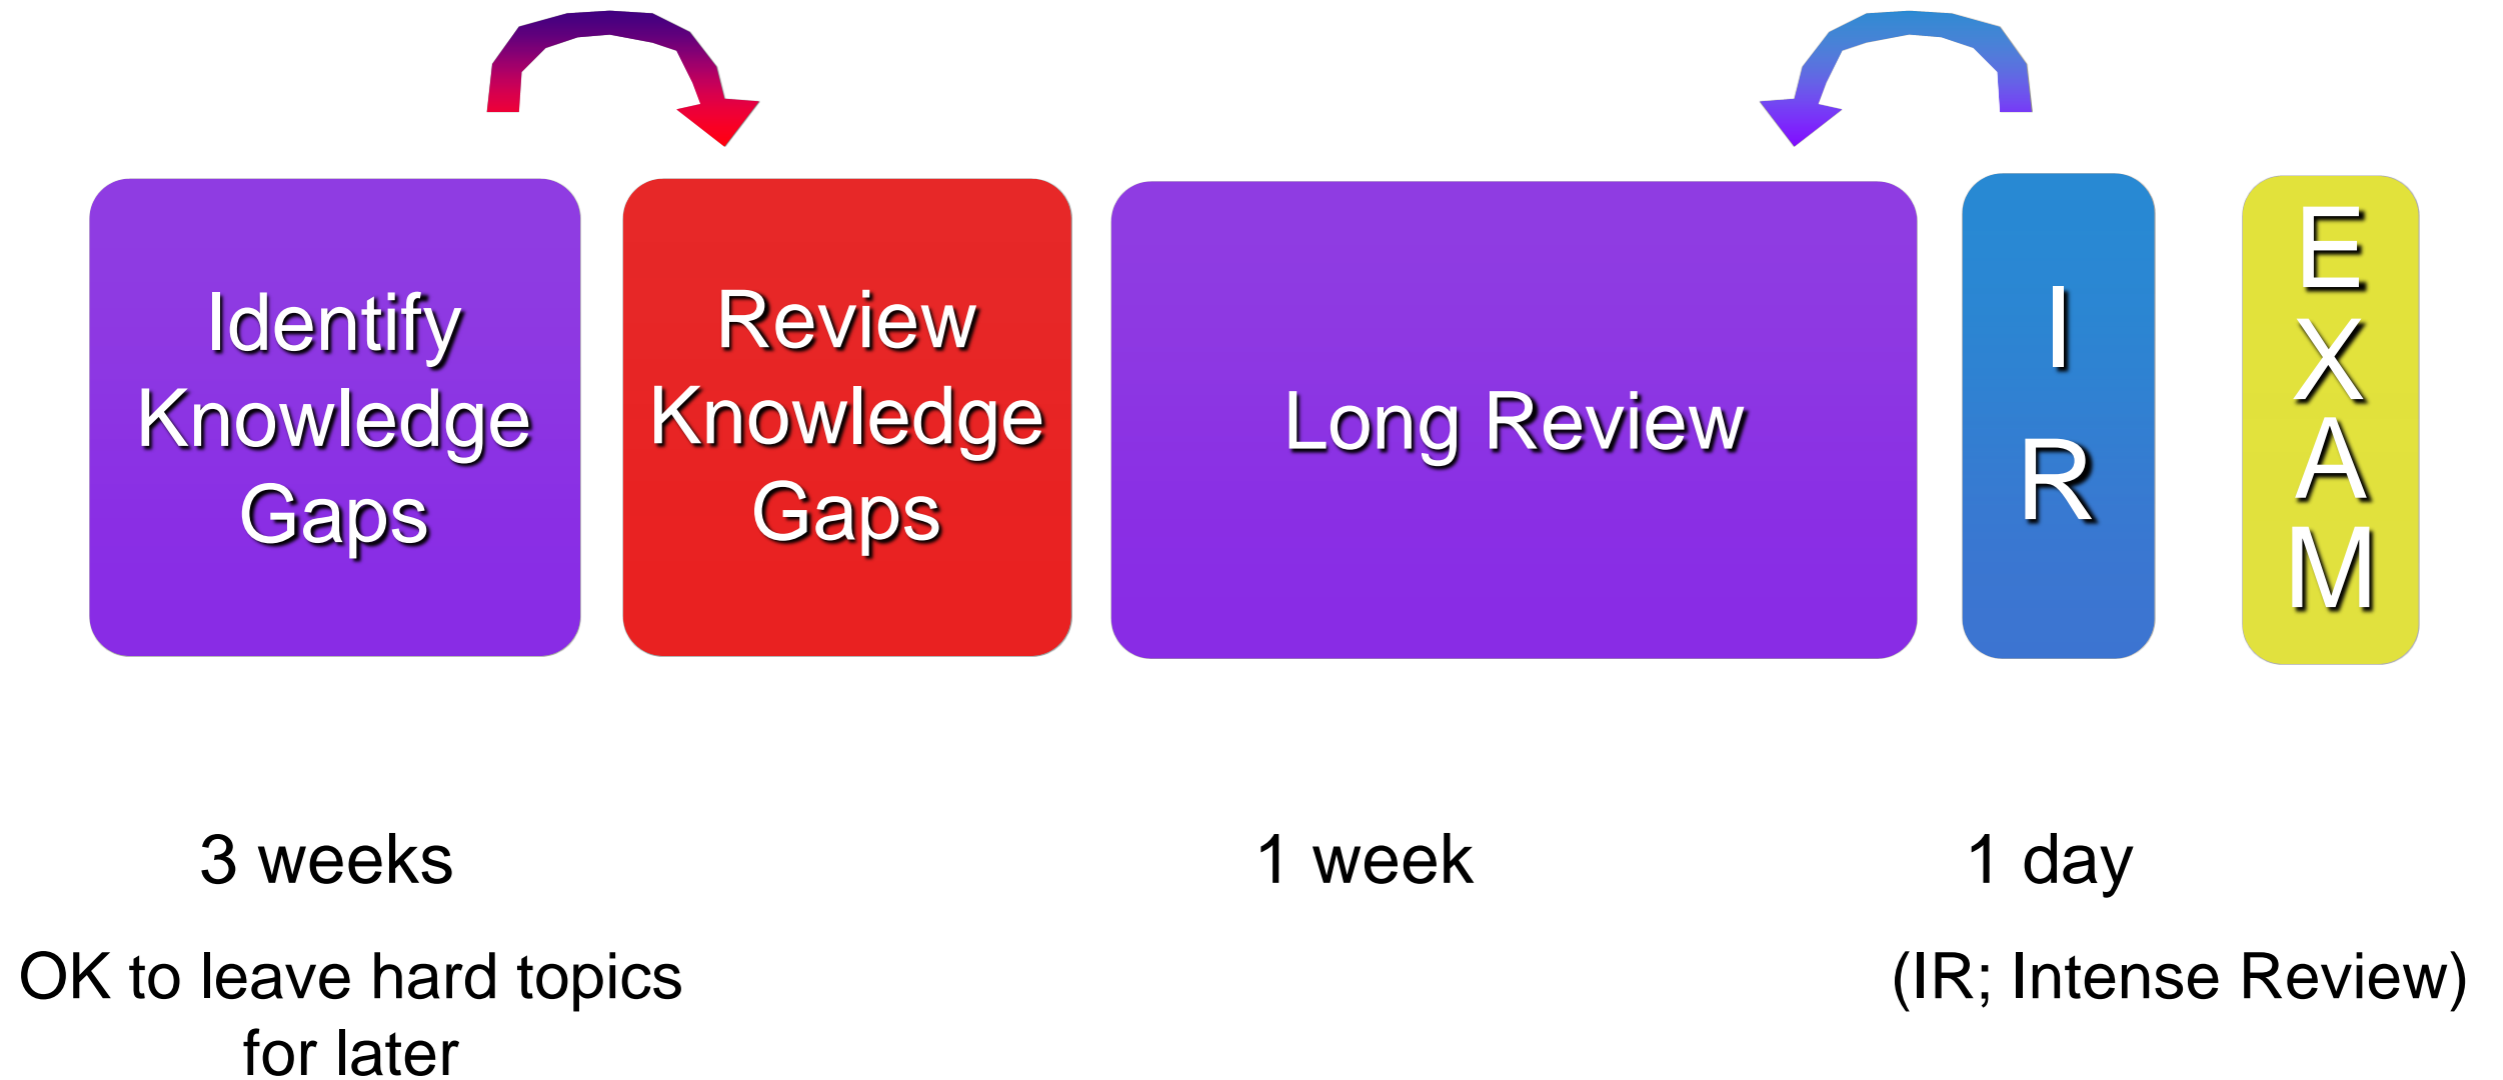 Identify
Knowledge
Gaps
Review
Knowledge
Gaps
Long Review
I
R
E
X
A
M
3 weeks
1 week
1 day
OK to leave hard topics
for later
(IR; Intense Review)